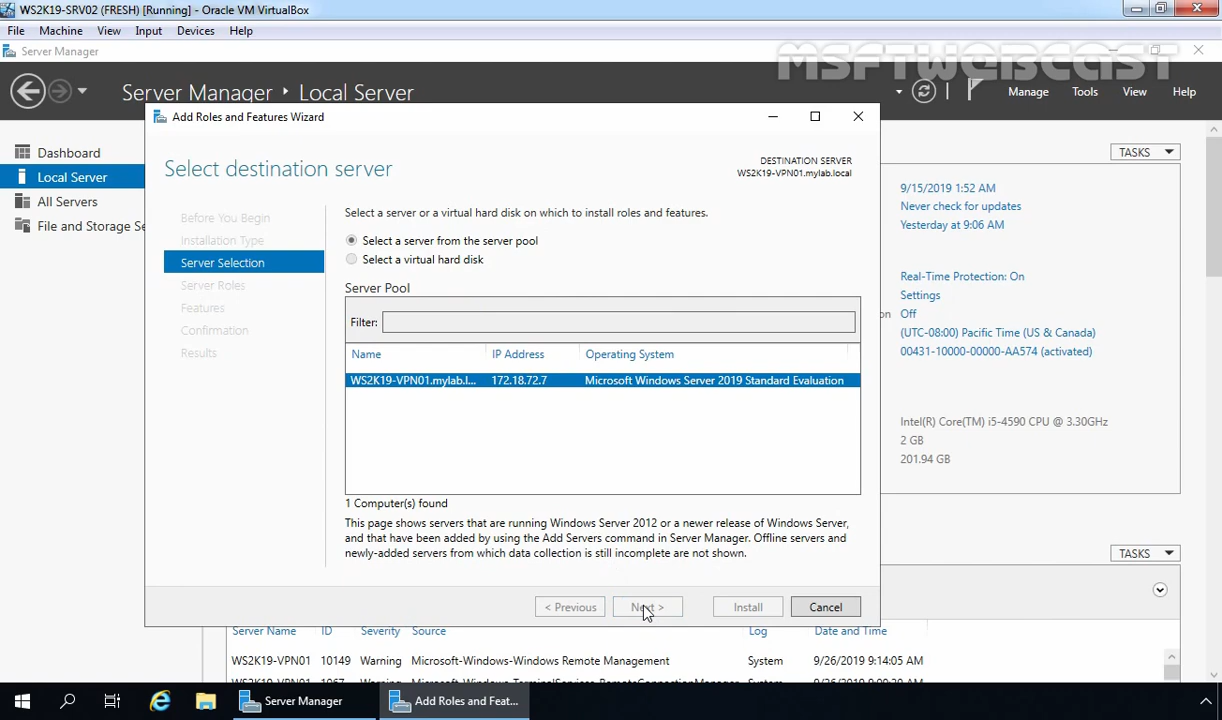 WS2K19-SRV02 (FRESH) [Running] - Oracle VM VirtualBox
File Machine View Input Devices Help
Server Manager
MSFTWEBCAST
Server Manager Local Server
Manage Tools View Help
Add Roles and Features Wizard
Dashboard
Local Server
All Servers
File and Storage Se
Select destination server
DESTINATION SERVER
WS2K19-VPN01.mylab.local
Before You Begin
Installation Type
Server Selection
Server Roles
Features
Confirmation
Results
Select a server or a virtual hard disk on which to install roles and features.
Select a server from the server pool
Select a virtual hard disk
Server Pool
Filter:
Name IP Address Operating System
WS2K19-VPN01.mylab.l... 172.18.72.7 Microsoft Windows Server 2019 Standard Evaluation
1 Computer(s) found
This page shows servers that are running Windows Server 2012 or a newer release of Windows Server,
and that have been added by using the Add Servers command in Server Manager. Offline servers and
newly-added servers from which data collection is still incomplete are not shown.
< Previous Next > Install Cancel
TASKS
9/15/2019 1:52 AM
Never check for updates
Yesterday at 9:06 AM
Real-Time Protection: On
Settings
on Off
(UTC-08:00) Pacific Time (US & Canada)
00431-10000-00000-AA574 (activated)
Intel(R) Core(TM) i5-4590 CPU @ 3.30GHz
2 GB
201.94 GB
TASKS
Server Name ID Severity Source Log Date and Time
WS2K19-VPN01 10149 Warning Microsoft-Windows-Windows Remote Management System 9/26/2019 9:14:05 AM
Server Manager
Add Roles and Feat...